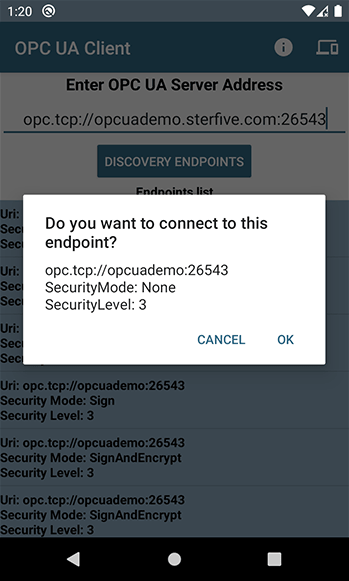 1:20
OPC UA Client
Enter OPC UA Server Address
opc.tcp://opcuademo.sterfive.com:26543
DISCOVERY ENDPOINTS
Endpoints list
Uri:
Secu
Secu
Uri:
Secu
Secu
Uri:
Secu
Do you want to connect to this
endpoint?
opc.tcp://opcuademo:26543
SecurityMode: None
SecurityLevel: 3
CANCEL
OK
Uri: opc.tcp://opcuademo:26543
Security Mode: Sign
Security Level: 3
Uri: opc.tcp://opcuademo:26543
Security Mode: SignAndEncrypt
Security Level: 3
Uri: opc.tcp://opcuademo:26543
Security Mode: SignAndEncrypt
Security Level: 3